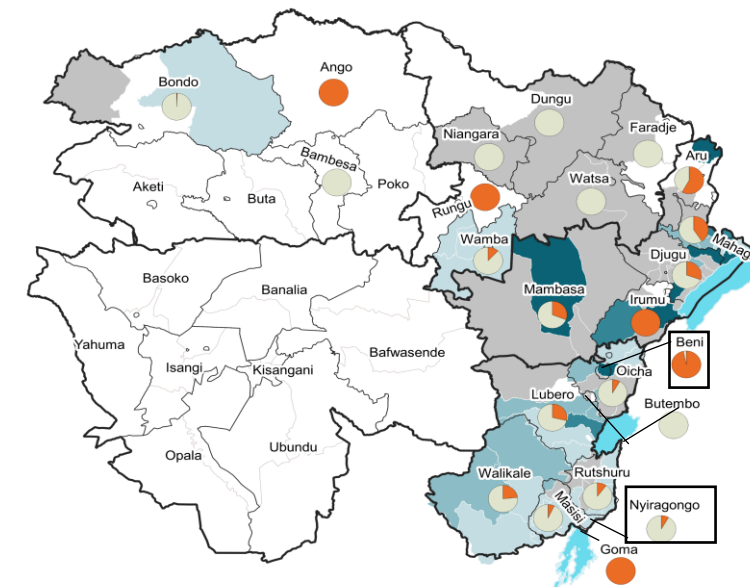 Ango
Bondo
Dungu
Faradje
Niangara
Aru
Bambesa
Watsa
Poko
Aketi
Buta
Rungu
Wamba
Mahag
Djugu
Basoko
Banalia
Mambasa
Irumu
Yahuma
Beni
Bafwasende
Isangi
Kisangani
Oicha
Lubero
Butembo
Opala
Ubundu
Walikale
Rutshuru
Masisi
Nyiragongo
Goma